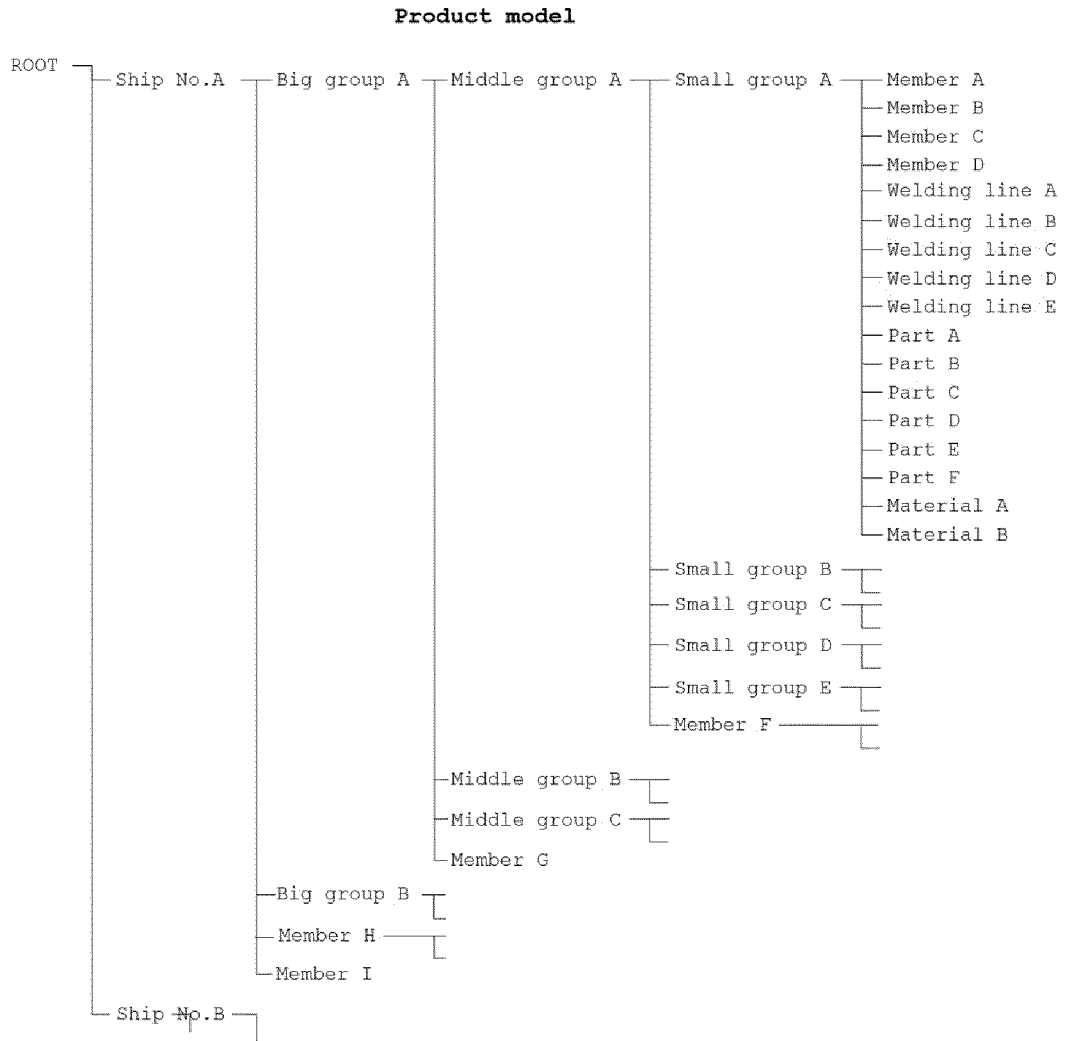 Product model
ROOT
Ship No.A Big group A Middle group A Small group A Member A
Member B
Member C
Member D
Welding line A
Welding line B
Welding line C
Welding line D
Welding line E
Part A
Part B
Part C
Part D
Part E
Part F
Material A
Material B
Small group B
Small group C
Small group D
Small group E
Member F
Middle group B
Middle group C
Member G
Big group B
Member H
Member I
Ship No.B